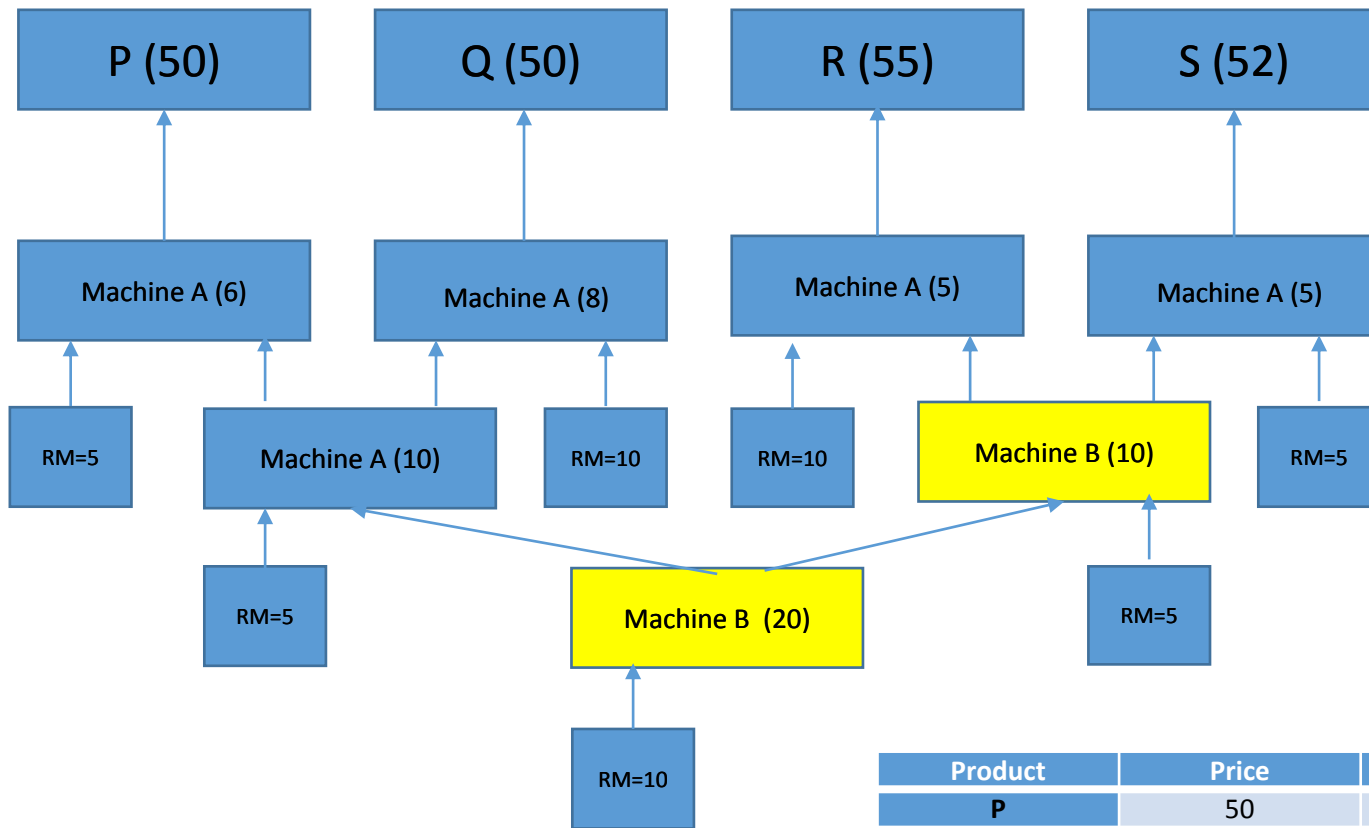 P (50)
Q (50)
R (55)
S (52)
Machine A (6)
Machine A (8)
Machine A (5)
Machine A (5)
RM=5
Machine A (10)
RM=10
RM=10
Machine B (10)
RM=5
RM=5
Machine B (20)
RM=5
RM=10
Product Price
P 50